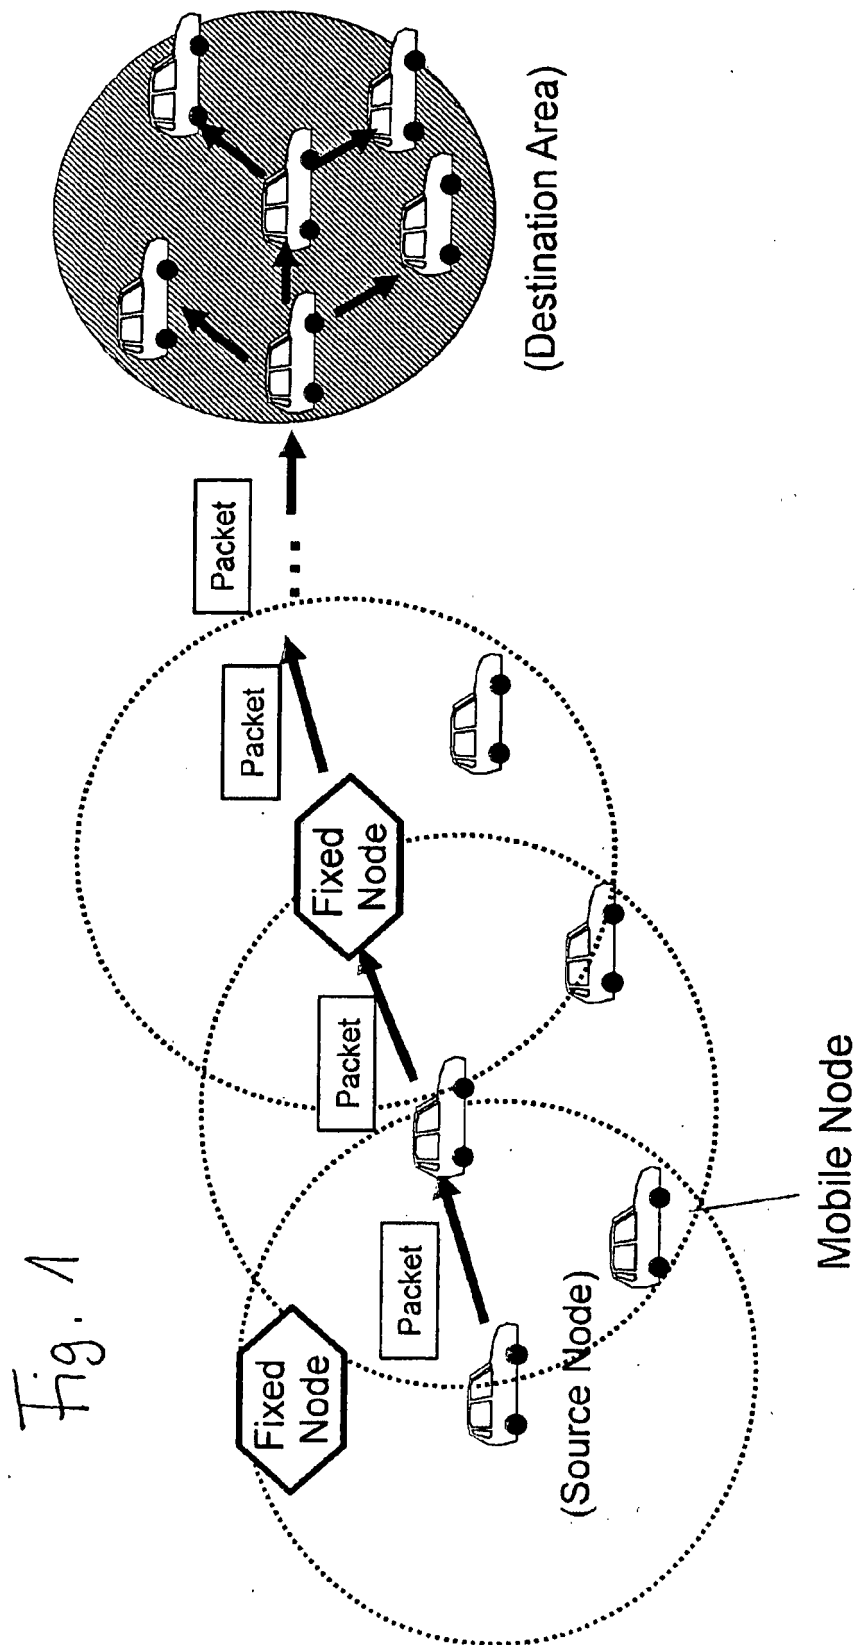 Fig. 1
Fixed
Node
(Source Node)
Packet
Mobile Node
Packet
Fixed
Node
Packet
Packet
(Destination Area)